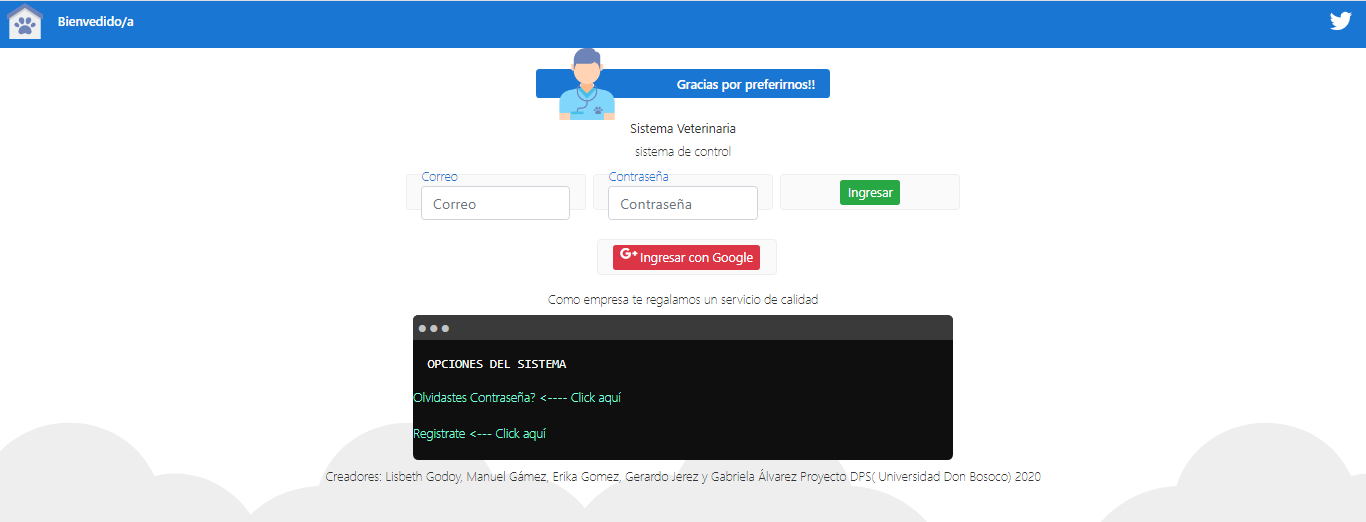 Bienvedido/a
Gracias por preferirnos!!
Sistema Veterinaria
sistema de control
Correo
Contraseña
Correo
Contraseña
Ingresar
G+ Ingresar con Google
Como empresa te regalamos un servicio de calidad
OPCIONES DEL SISTEMA
Olvidastes Contraseña? <---- Click aquí
Registrate <--- Click aquí
Creadores: Lisbeth Godoy, Manuel Gámez, Erika Gomez, Gerardo Jerez y Gabriela Álvarez Proyecto DPS( Universidad Don Bosoco) 2020